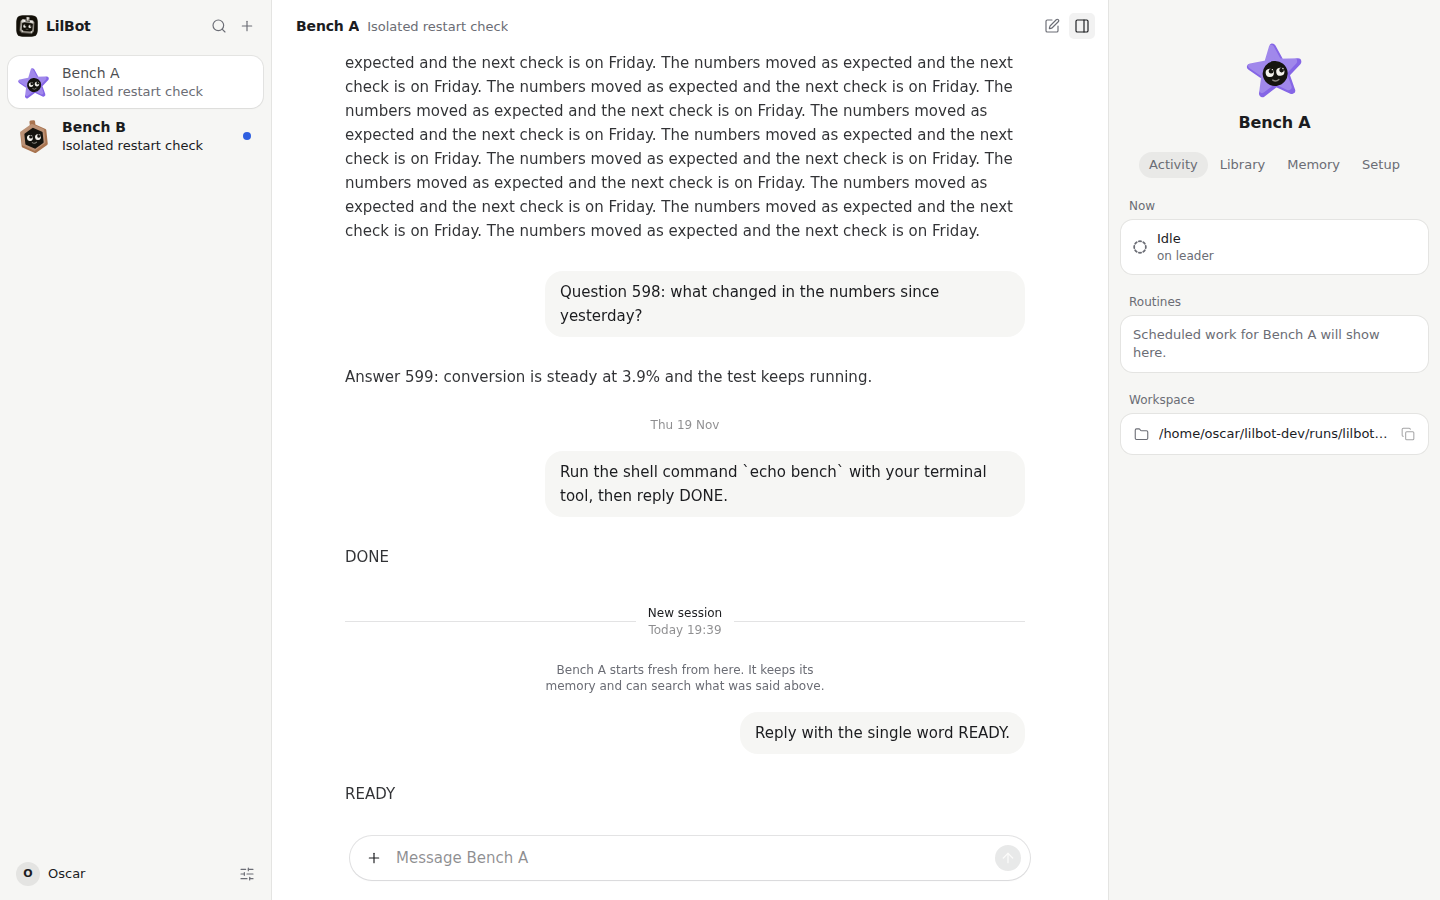 LilBot
Bench A
Isolated restart check
Bench B
Isolated restart check
O
Oscar
Bench A Isolated restart check
expected and the next check is on Friday. The numbers moved as expected and the next
check is on Friday. The numbers moved as expected and the next check is on Friday. The
numbers moved as expected and the next check is on Friday. The numbers moved as
expected and the next check is on Friday. The numbers moved as expected and the next
check is on Friday. The numbers moved as expected and the next check is on Friday. The
numbers moved as expected and the next check is on Friday. The numbers moved as
expected and the next check is on Friday. The numbers moved as expected and the next
check is on Friday. The numbers moved as expected and the next check is on Friday.
Question 598: what changed in the numbers since
yesterday?
Answer 599: conversion is steady at 3.9% and the test keeps running.
Thu 19 Nov
Run the shell command `echo bench` with your terminal
tool, then reply DONE.
DONE
New session
Today 19:39
Bench A starts fresh from here. It keeps its
memory and can search what was said above.
Reply with the single word READY.
READY
Message Bench A
Bench A
Activity Library Memory Setup
Now
Idle
on leader
Routines
Scheduled work for Bench A will show
here.
Workspace
/home/oscar/lilbot-dev/runs/lilbot...